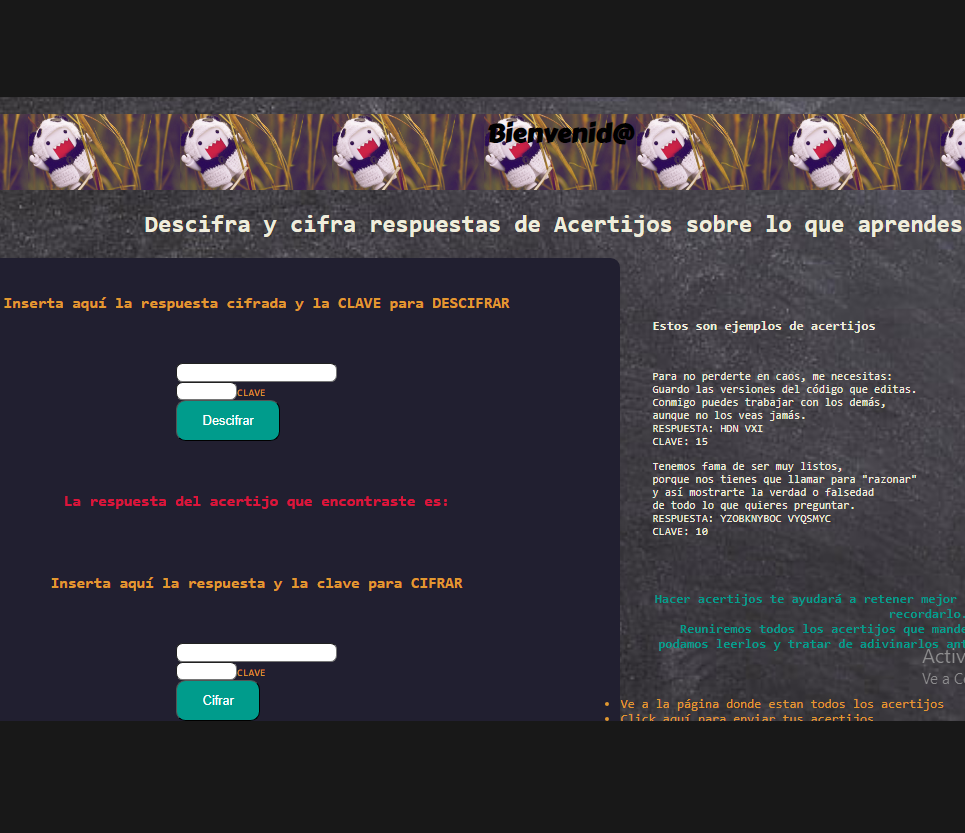 Bienvenid@
Descifra y cifra respuestas de Acertijos sobre lo que aprendes
Inserta aquí la respuesta cifrada y la CLAVE para DESCIFRAR
CLAVE
Descifrar
La respuesta del acertijo que encontraste es:
Inserta aquí la respuesta y la clave para CIFRAR
CLAVE
Cifrar
Estos son ejemplos de acertijos
Para no perderte en caos, me necesitas:
Guardo las versiones del código que editas.
Conmigo puedes trabajar con los demás,
aunque no los veas jamás.
RESPUESTA: HDN VXI
CLAVE: 15
Tenemos fama de ser muy listos,
porque nos tienes que llamar para "razonar"
y así mostrarte la verdad o falsedad
de todo lo que quieres preguntar.
RESPUESTA: YZOBKNYBOC VYQSMYC
CLAVE: 10
Hacer acertijos te ayudará a retener mejor
recordarlo.
Reuniremos todos los acertijos que mande
podamos leerlos y tratar de adivinarlos ant
Activ
Ve a Co
Ve a la página donde estan todos los acertijos
Click aquí para enviar tus acertijos